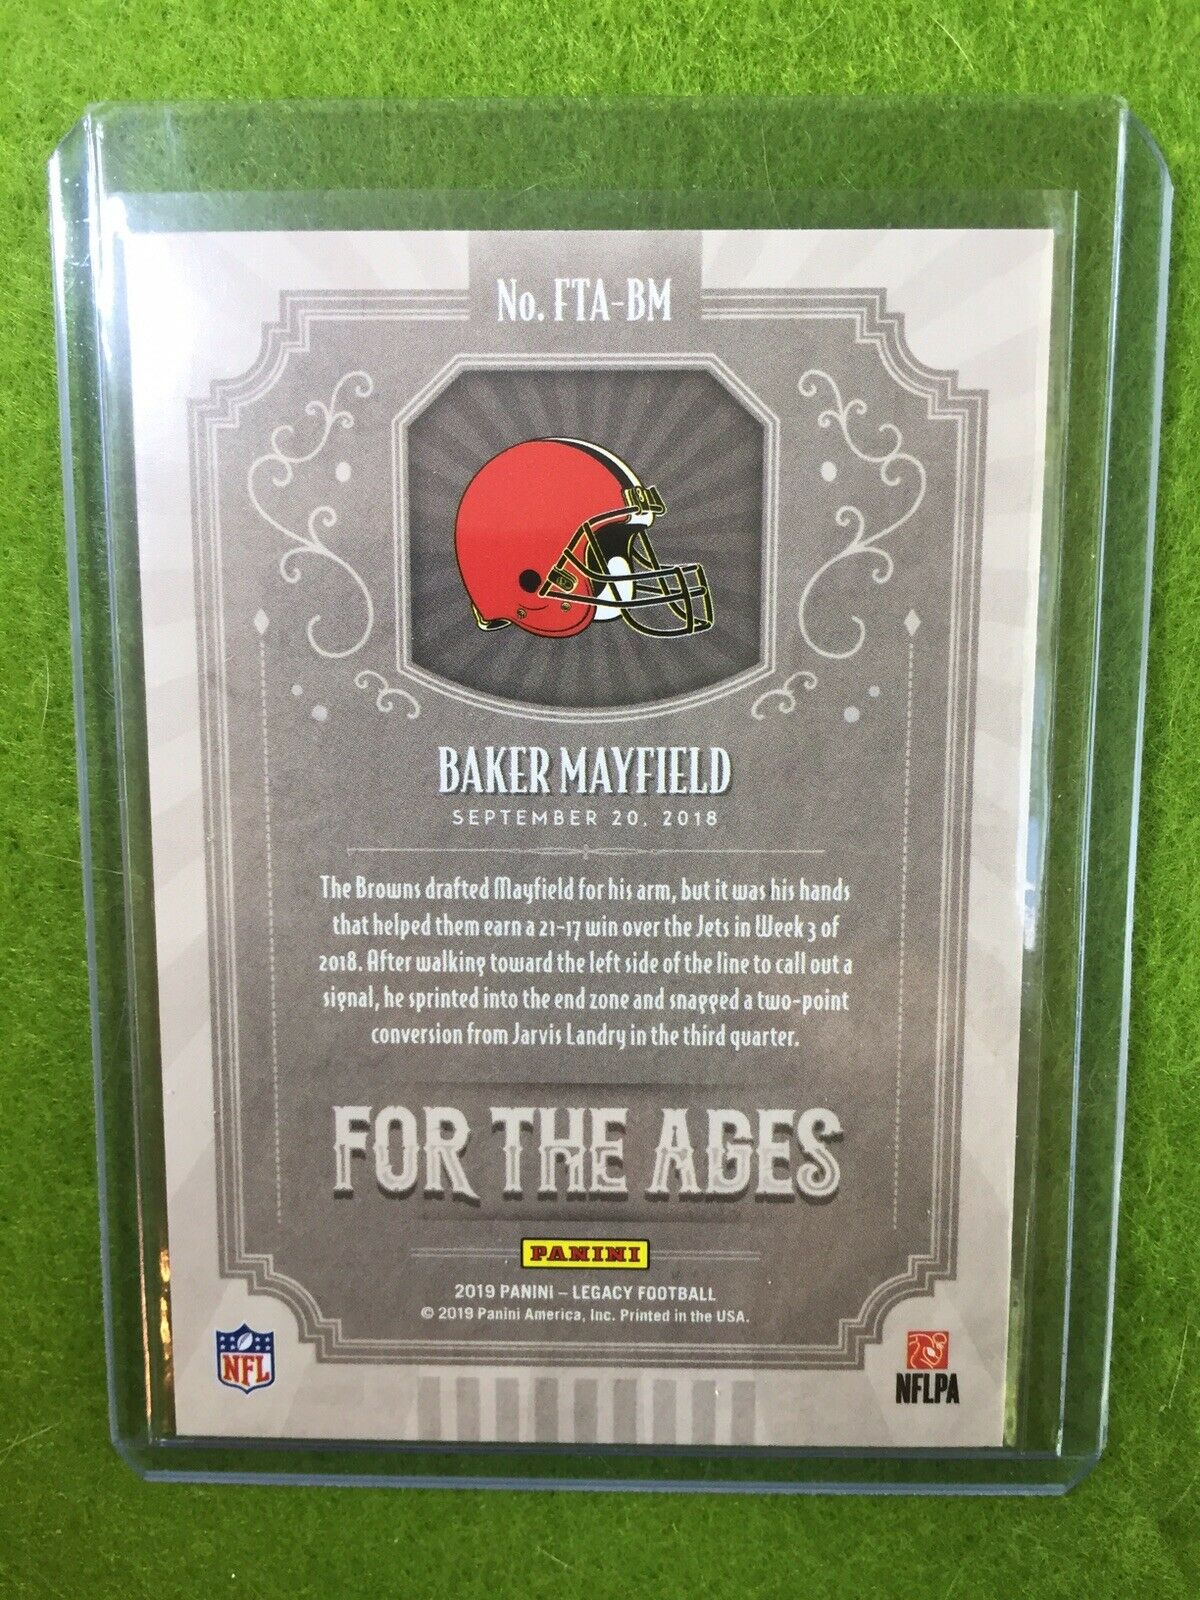 No. FTA-BM
BAKER MAYFIELD
SEPTEMBER 20, 2018
The Browns drafted Mayfield for his arm, but it was his hands
that helped them earn a 21-17 win over the Jets in Week 3 of
2018. After walking toward the left side of the line to call out a
signal, he sprinted into the end zone and snagged a two-point
conversion from Jarvis Landry in the third quarter.
FOR THE AGES
PANINI
2019 PANINI – LEGACY FOOTBALL
© 2019 Panini America, Inc. Printed in the USA.
NFL
NFLPA